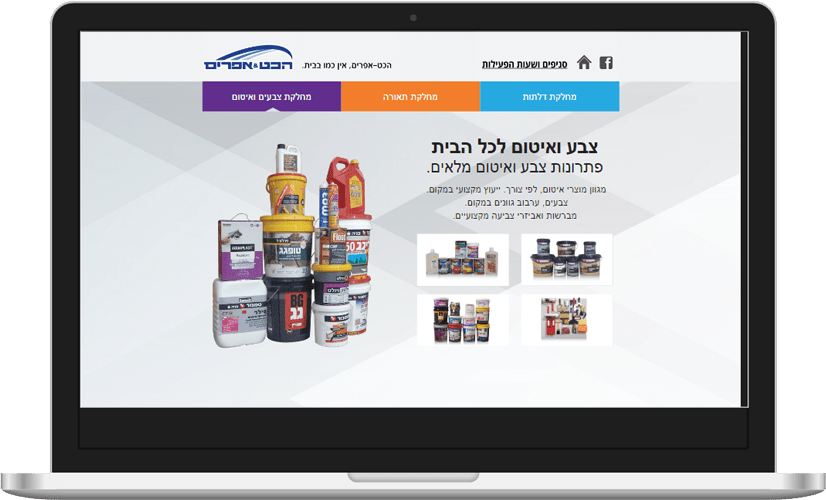 הכט&אפרים
הכט-אפרים, אין כמו בבית.
סניפים ושעות הפעילות
מחלקת צבעים ואיטום
מחלקת תאורה
מחלקת דלתות
צבע ואיטום לכל הבית
פתרונות צבע ואיטום מלאים.
מגוון מוצרי איטום, לפי צורך. ייעוץ מקצועי במקום.
צבעים, ערבוב גוונים במקום.
מברשות ואביזרי צביעה מקצועיים.
טופגג
Flost
גג
טמבור